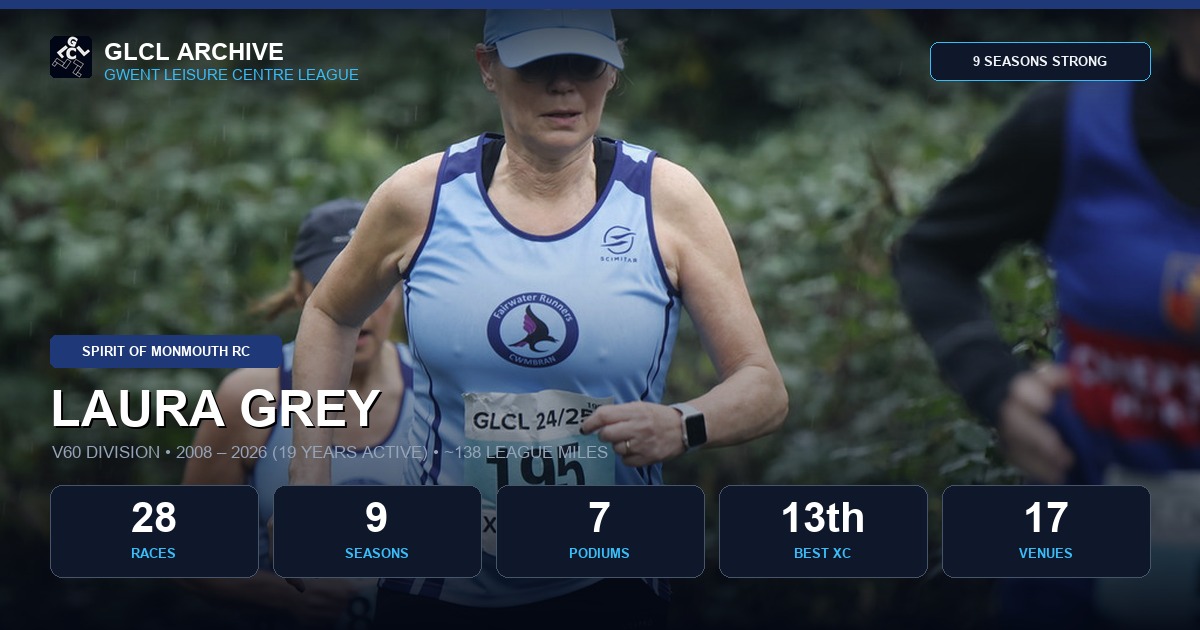 GLCL ARCHIVE
GWENT LEISURE CENTRE LEAGUE
9 SEASONS STRONG
SCIMITAR
Fairwater Runners
CWMBRAN
SPIRIT OF MONMOUTH RC
GLCL 24/25
LAURA GREY
V60 DIVISION • 2008 – 2026 (19 YEARS ACTIVE) • ~138 LEAGUE MILES
195
28
RACES
9
SEASONS
7
PODIUMS
13th
BEST XC
17
VENUES